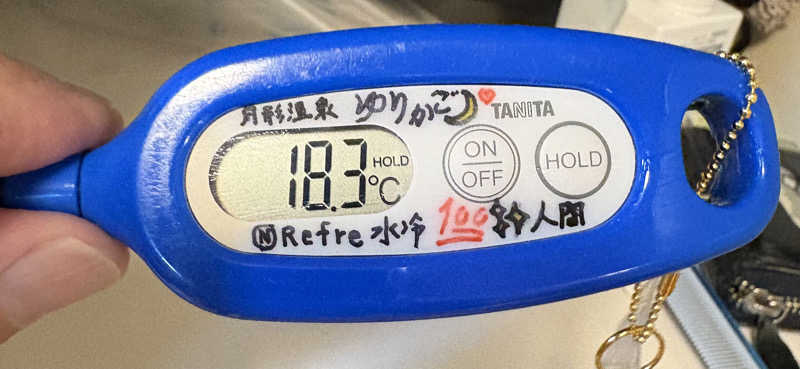 月形温泉 ゆりかご
TANITA
18.3 HOLD °C
ON
OFF
HOLD
N Refre 水冷 100 人間